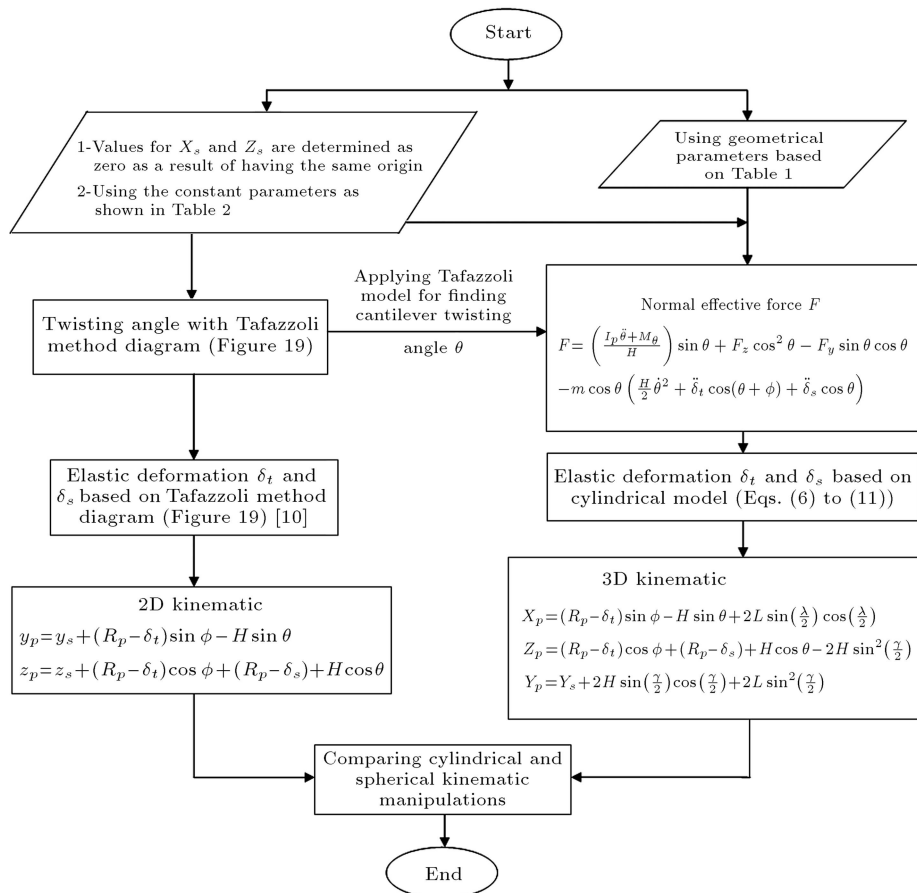 Start
1-Values for X_s and Z_s are determined as
zero as a result of having the same origin
2-Using the constant parameters as
shown in Table 2
Using geometrical
parameters based
on Table 1
Twisting angle with Tafazzoli
method diagram (Figure 19)
Applying Tafazzoli
model for finding
cantilever twisting
angle θ
Normal effective force F
F = ( (I_p θ̈ + M_θ) / H ) sin θ + F_z cos² θ − F_y sin θ cos θ
−m cos θ ( H/2 θ̇² + δ̈_t cos(θ + φ) + δ̈_s cos θ )
Elastic deformation δ_t and
δ_s based on Tafazzoli method
diagram (Figure 19) [10]
Elastic deformation δ_t and δ_s based on
cylindrical model (Eqs. (6) to (11))
2D kinematic
y_p=y_s+(R_p−δ_t) sin φ−H sin θ
z_p=z_s+(R_p−δ_t) cos φ+(R_p−δ_s)+H cos θ
3D kinematic
X_p=(R_p−δ_t) sin φ−H sin θ+2L sin(λ/2) cos(λ/2)
Z_p=(R_p−δ_t) cos φ+(R_p−δ_s)+H cos θ−2H sin²(γ/2)
Y_p=Y_s+2H sin(γ/2) cos(γ/2)+2L sin²(γ/2)
Comparing cylindrical and
spherical kinematic
manipulations
End